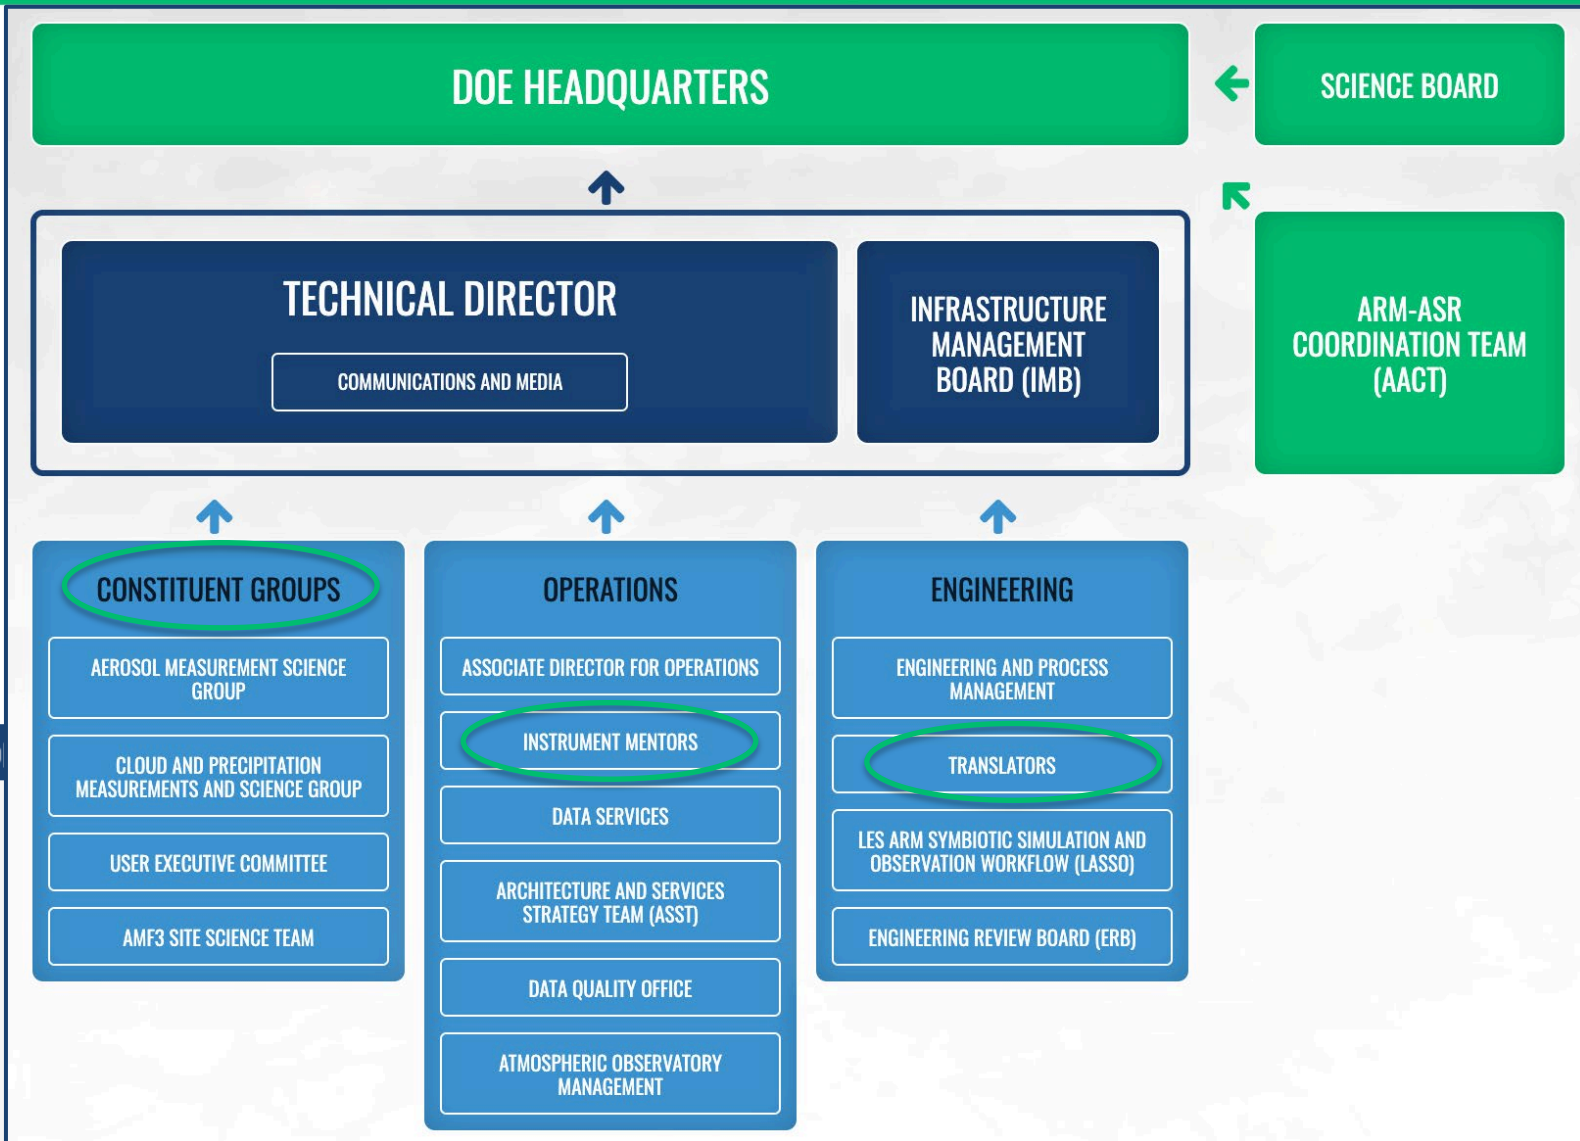 DOE HEADQUARTERS
SCIENCE BOARD
TECHNICAL DIRECTOR
COMMUNICATIONS AND MEDIA
INFRASTRUCTURE
MANAGEMENT
BOARD (IMB)
ARM-ASR
COORDINATION TEAM
(AACT)
CONSTITUENT GROUPS
AEROSOL MEASUREMENT SCIENCE
GROUP
CLOUD AND PRECIPITATION
MEASUREMENTS AND SCIENCE GROUP
USER EXECUTIVE COMMITTEE
AMF3 SITE SCIENCE TEAM
OPERATIONS
ASSOCIATE DIRECTOR FOR OPERATIONS
INSTRUMENT MENTORS
DATA SERVICES
ARCHITECTURE AND SERVICES
STRATEGY TEAM (ASST)
DATA QUALITY OFFICE
ATMOSPHERIC OBSERVATORY
MANAGEMENT
ENGINEERING
ENGINEERING AND PROCESS
MANAGEMENT
TRANSLATORS
LES ARM SYMBIOTIC SIMULATION AND
OBSERVATION WORKFLOW (LASSO)
ENGINEERING REVIEW BOARD (ERB)